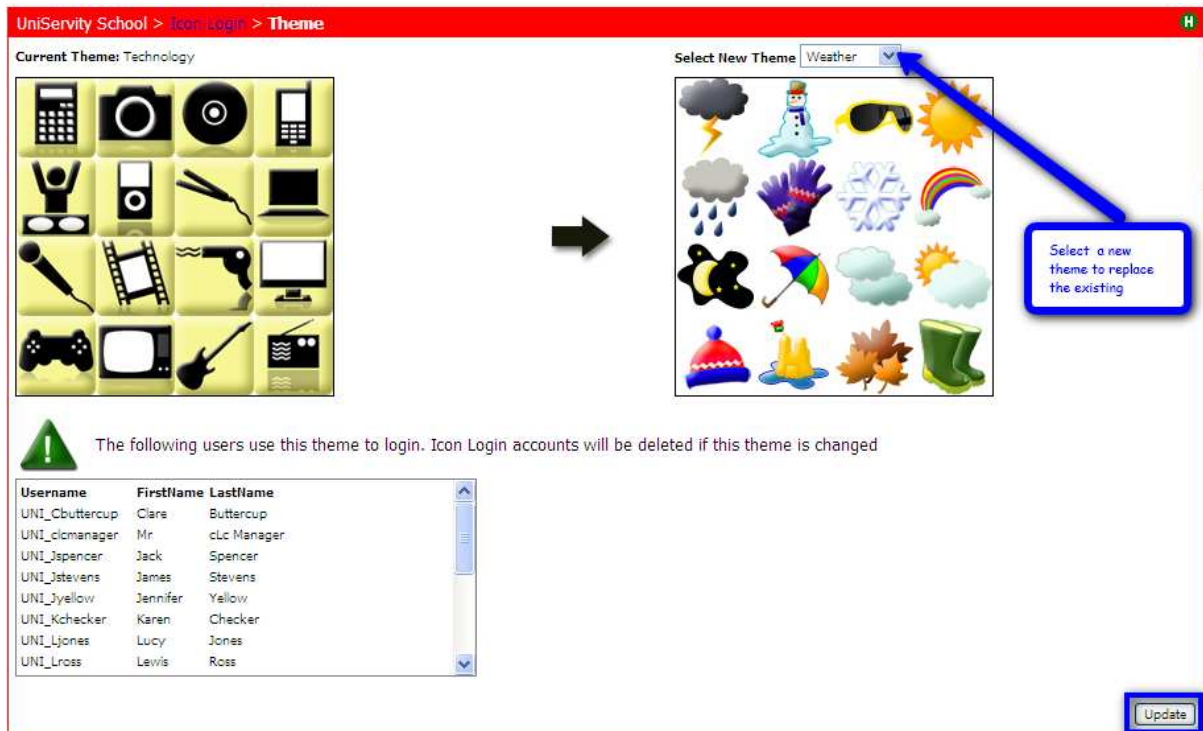 UniServity School > Icon Login > Theme
H
Current Theme: Technology
Select New Theme Weather
Select a new
theme to replace
the existing
The following users use this theme to login. Icon Login accounts will be deleted if this theme is changed
Username FirstName LastName
UNI_Cbuttercup Clare Buttercup
UNI_clcmanager Mr cLc Manager
UNI_Jspencer Jack Spencer
UNI_Jstevens James Stevens
UNI_Jyellow Jennifer Yellow
UNI_Kchecker Karen Checker
UNI_Ljones Lucy Jones
UNI_Lross Lewis Ross
Update